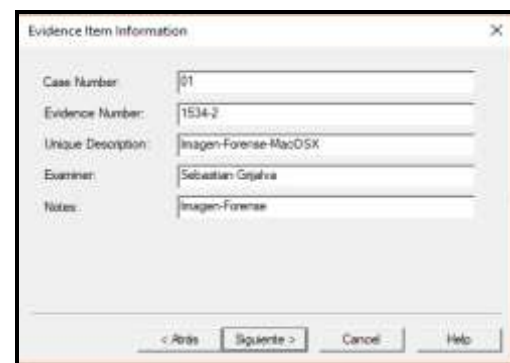 Evidence Item Information
Case Number: 01
Evidence Number: 1534-2
Unique Description: Imagen-Forense-MacOSX
Examiner: Sebastian Grijalva
Notes: Imagen-Forense
< Atrás Siguiente > Cancel Help